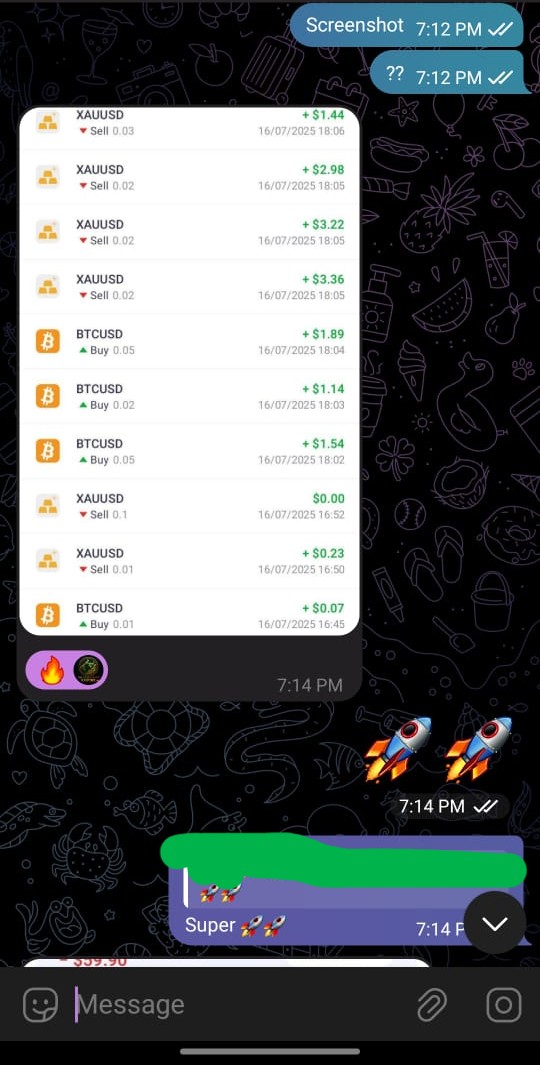 Screenshot 7:12 PM
?? 7:12 PM
XAUUSD + $1.44
Sell 0.03 16/07/2025 18:06
XAUUSD + $2.98
Sell 0.02 16/07/2025 18:05
XAUUSD + $3.22
Sell 0.02 16/07/2025 18:05
XAUUSD + $3.36
Sell 0.02 16/07/2025 18:05
BTCUSD + $1.89
Buy 0.05 16/07/2025 18:04
BTCUSD + $1.14
Buy 0.02 16/07/2025 18:03
BTCUSD + $1.54
Buy 0.05 16/07/2025 18:02
XAUUSD $0.00
Sell 0.1 16/07/2025 16:52
XAUUSD + $0.23
Sell 0.01 16/07/2025 16:50
BTCUSD + $0.07
Buy 0.01 16/07/2025 16:45
7:14 PM
7:14 PM
Super 7:14 P
- $59.90
Message